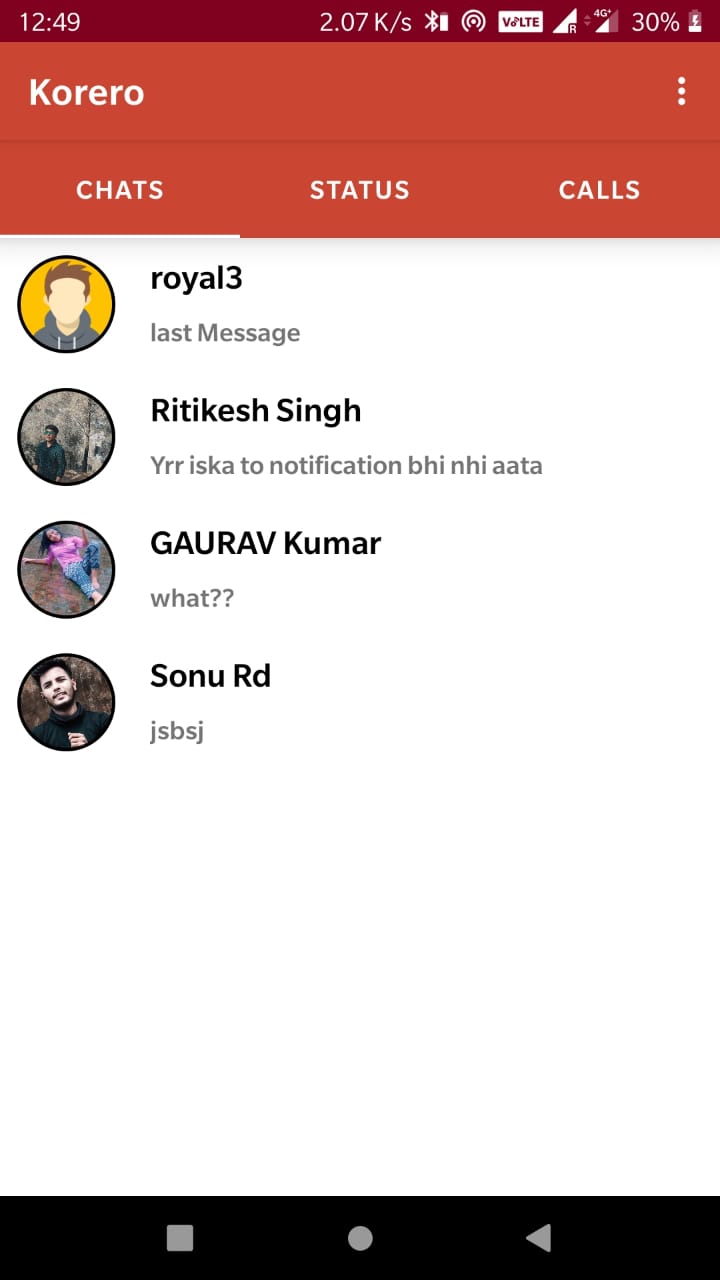 12:49 2.07 K/s VoLTE R 4G+ 30%
Korero
CHATS STATUS CALLS
royal3
last Message
Ritikesh Singh
Yrr iska to notification bhi nhi aata
GAURAV Kumar
what??
Sonu Rd
jsbsj